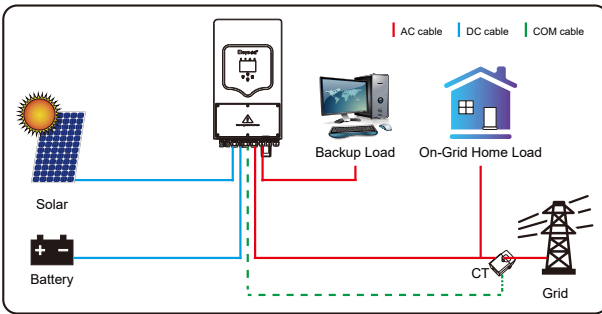 AC cable
DC cable
COM cable
Backup Load
On-Grid Home Load
Solar
Battery
CT
Grid